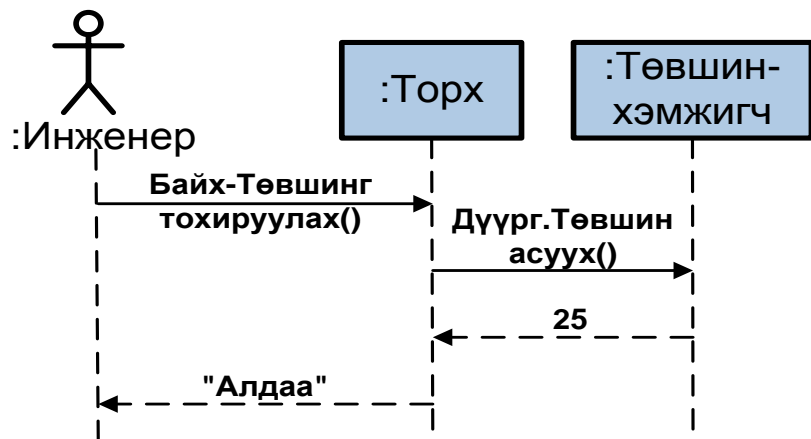 :Инженер
:Торх
:Төвшин-
хэмжигч
Байх-Төвшинг
тохируулах()
Дүүрг.Төвшин
асуух()
25
"Алдаа"